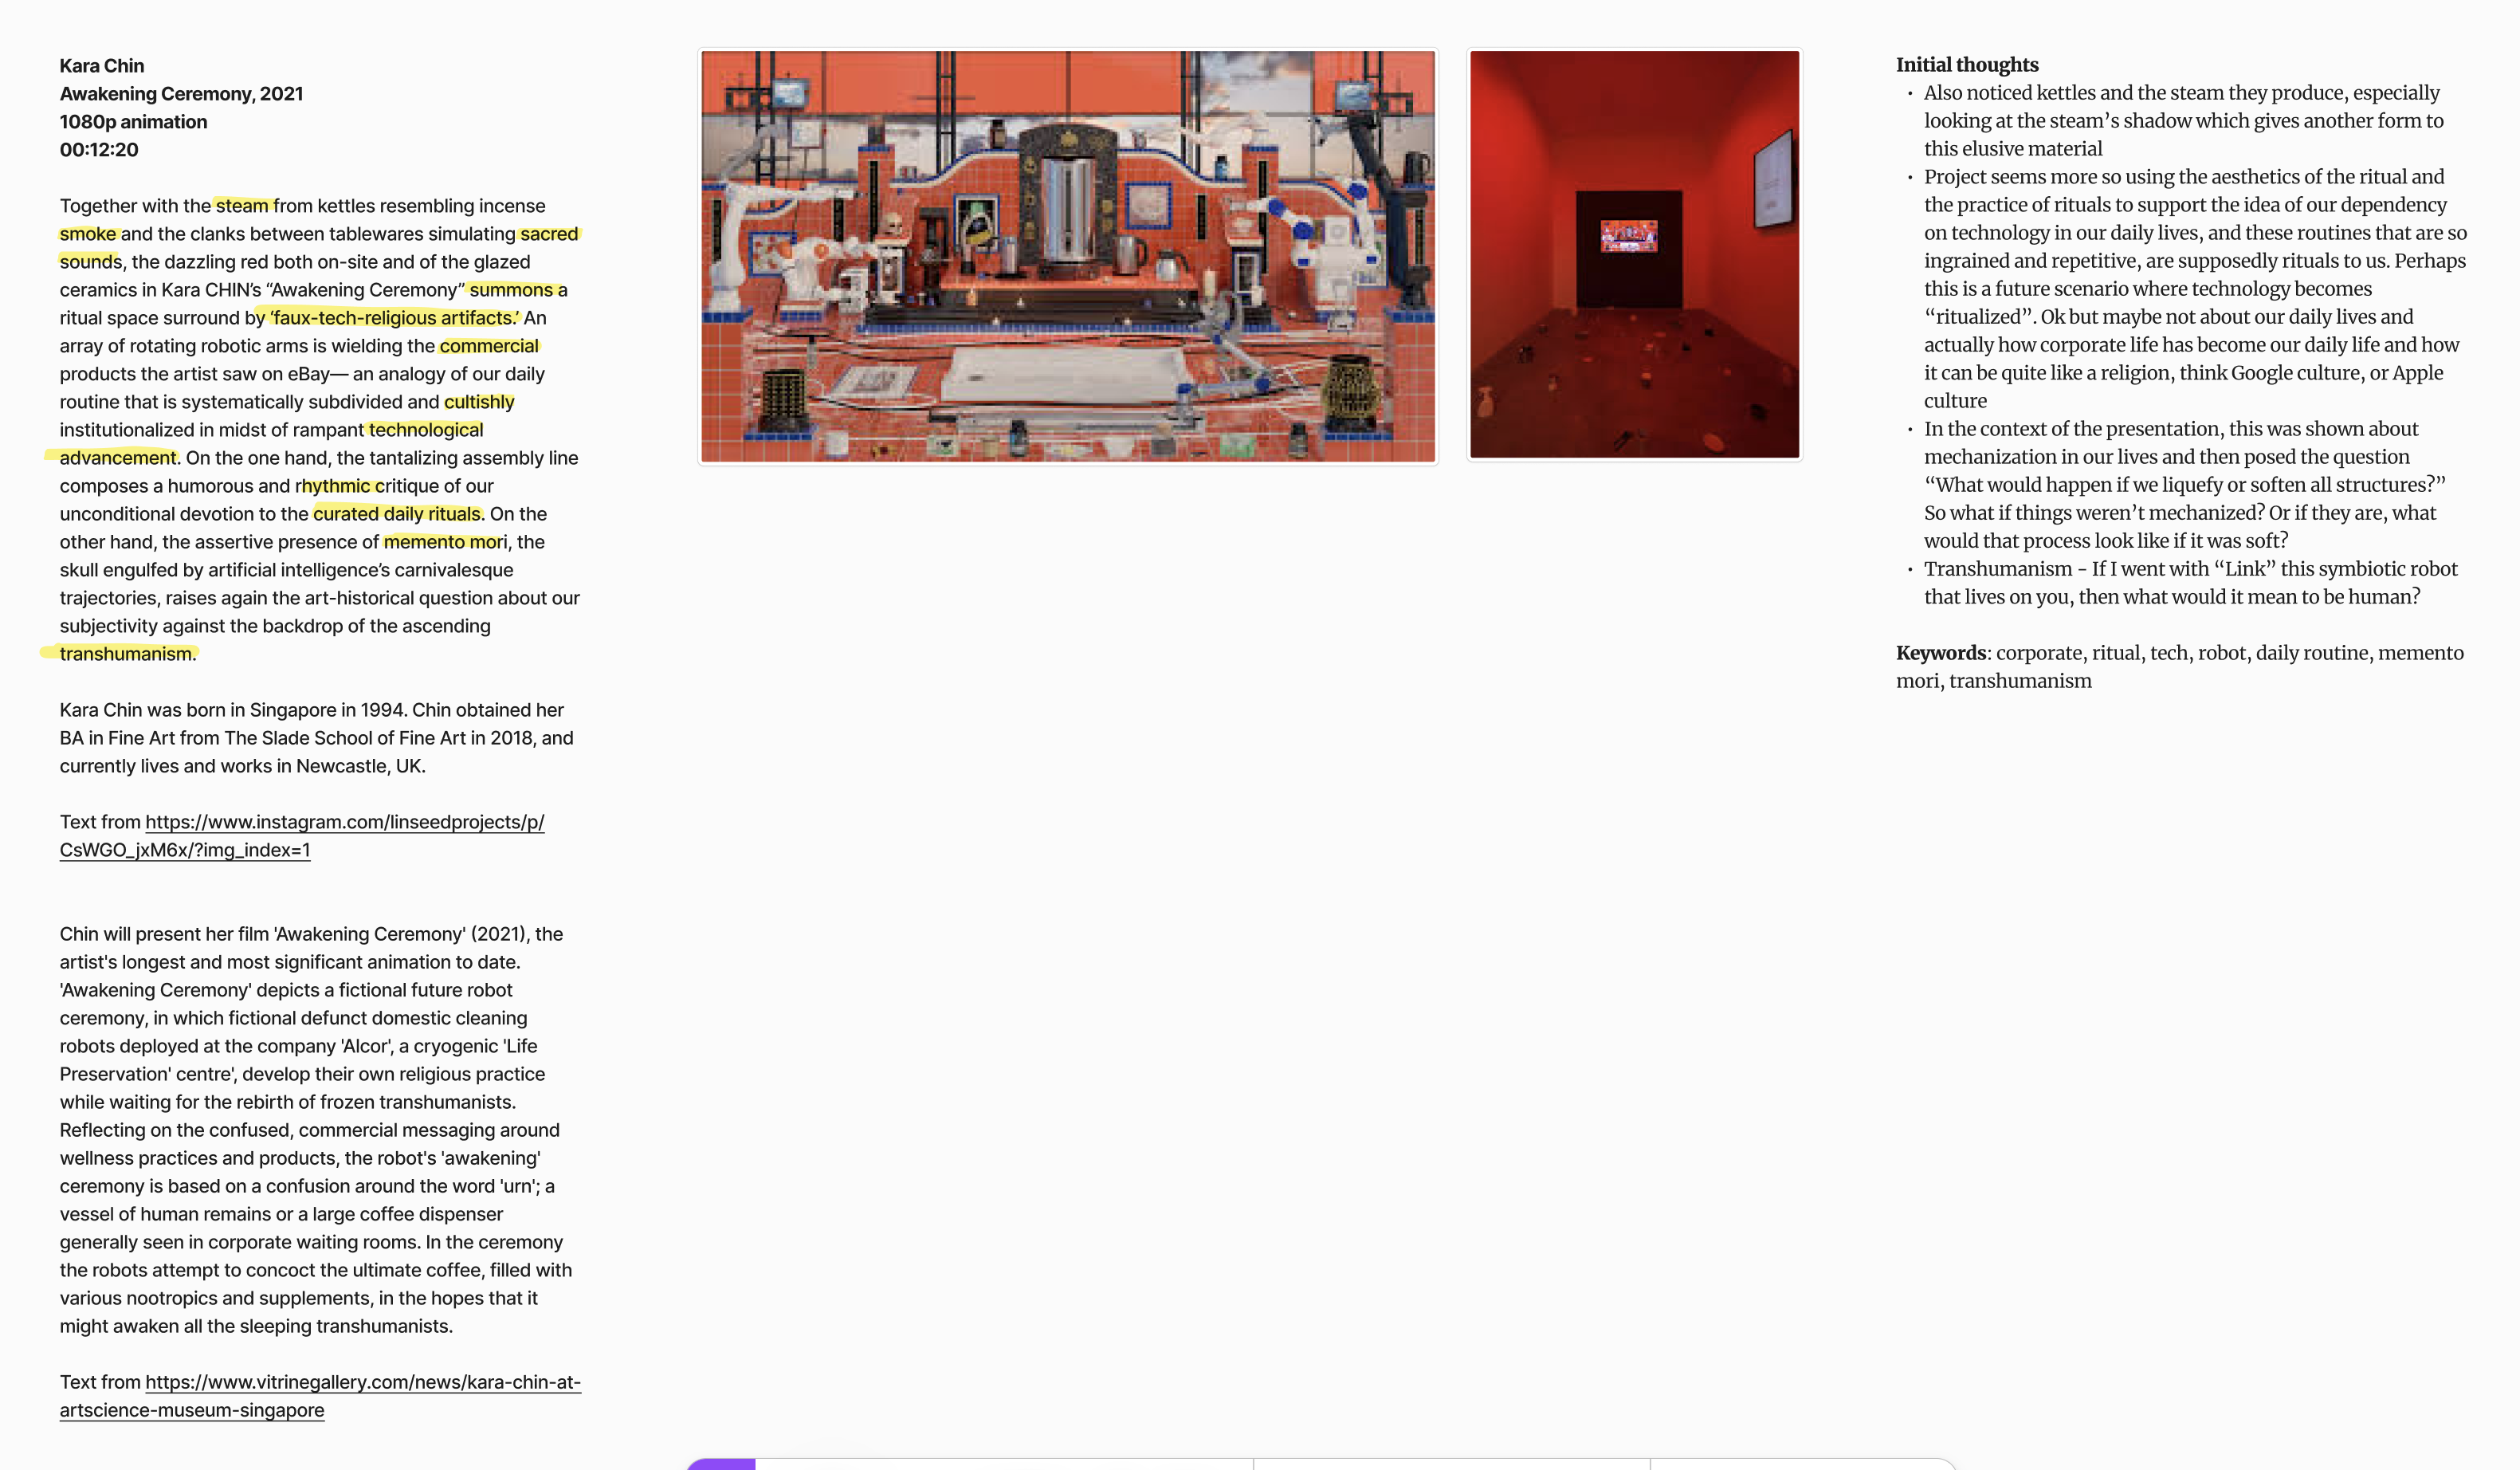 Kara Chin
Awakening Ceremony, 2021
1080p animation
00:12:20
Together with the steam from kettles resembling incense
smoke and the clanks between tablewares simulating sacred
sounds, the dazzling red both on-site and of the glazed
ceramics in Kara CHIN’s “Awakening Ceremony” summons a
ritual space surround by ‘faux-tech-religious artifacts.’ An
array of rotating robotic arms is wielding the commercial
products the artist saw on eBay— an analogy of our daily
routine that is systematically subdivided and cultishly
institutionalized in midst of rampant technological
advancement. On the one hand, the tantalizing assembly line
composes a humorous and rhythmic critique of our
unconditional devotion to the curated daily rituals. On the
other hand, the assertive presence of memento mori, the
skull engulfed by artificial intelligence’s carnivalesque
trajectories, raises again the art-historical question about our
subjectivity against the backdrop of the ascending
transhumanism.
Kara Chin was born in Singapore in 1994. Chin obtained her
BA in Fine Art from The Slade School of Fine Art in 2018, and
currently lives and works in Newcastle, UK.
Text from https://www.instagram.com/linseedprojects/p/
CsWGO_jxM6x/?img_index=1
Chin will present her film 'Awakening Ceremony' (2021), the
artist's longest and most significant animation to date.
'Awakening Ceremony' depicts a fictional future robot
ceremony, in which fictional defunct domestic cleaning
robots deployed at the company 'Alcor', a cryogenic 'Life
Preservation' centre', develop their own religious practice
while waiting for the rebirth of frozen transhumanists.
Reflecting on the confused, commercial messaging around
wellness practices and products, the robot's 'awakening'
ceremony is based on a confusion around the word 'urn'; a
vessel of human remains or a large coffee dispenser
generally seen in corporate waiting rooms. In the ceremony
the robots attempt to concoct the ultimate coffee, filled with
various nootropics and supplements, in the hopes that it
might awaken all the sleeping transhumanists.
Text from https://www.vitrinegallery.com/news/kara-chin-at-
artscience-museum-singapore
Initial thoughts
• Also noticed kettles and the steam they produce, especially
looking at the steam’s shadow which gives another form to
this elusive material
• Project seems more so using the aesthetics of the ritual and
the practice of rituals to support the idea of our dependency
on technology in our daily lives, and these routines that are so
ingrained and repetitive, are supposedly rituals to us. Perhaps
this is a future scenario where technology becomes
“ritualized”. Ok but maybe not about our daily lives and
actually how corporate life has become our daily life and how
it can be quite like a religion, think Google culture, or Apple
culture
• In the context of the presentation, this was shown about
mechanization in our lives and then posed the question
“What would happen if we liquefy or soften all structures?”
So what if things weren’t mechanized? Or if they are, what
would that process look like if it was soft?
• Transhumanism - If I went with “Link” this symbiotic robot
that lives on you, then what would it mean to be human?
Keywords: corporate, ritual, tech, robot, daily routine, memento
mori, transhumanism